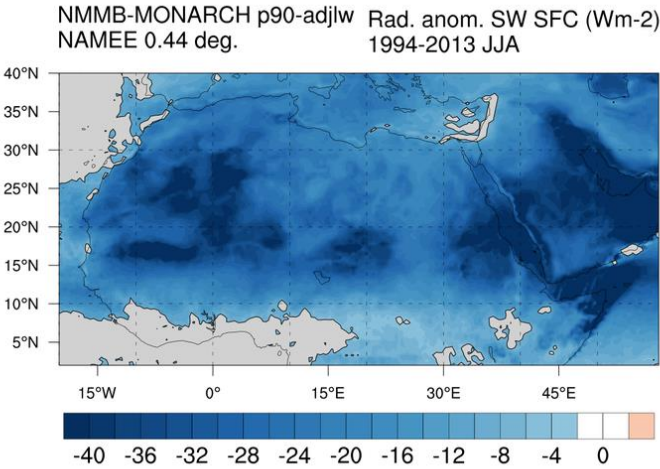 NMMB-MONARCH p90-adjlw Rad. anom. SW SFC (Wm-2)
NAMEE 0.44 deg. 1994-2013 JJA
40°N
35°N
30°N
25°N
20°N
15°N
10°N
5°N
15°W 0° 15°E 30°E 45°E
-40 -36 -32 -28 -24 -20 -16 -12 -8 -4 0